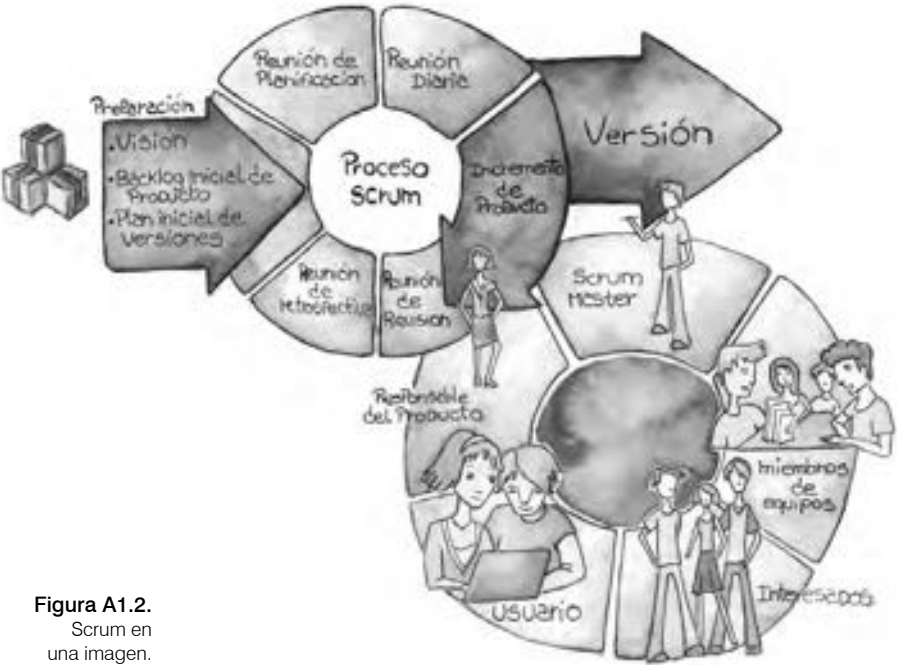 Reunión de
Planificación
Reunión
Diaria
Preparación
•Visión
•Backlog inicial de
Producto
•Plan inicial de
versiones
Proceso
Scrum
Incremento
de
Producto
Versión
Reunión
de
retrospectiva
Reunión
de
Revisión
Scrum
Master
Responsable
del Producto
miembros
de
equipos
Usuario
Interesados
Figura A1.2.
Scrum en
una imagen.